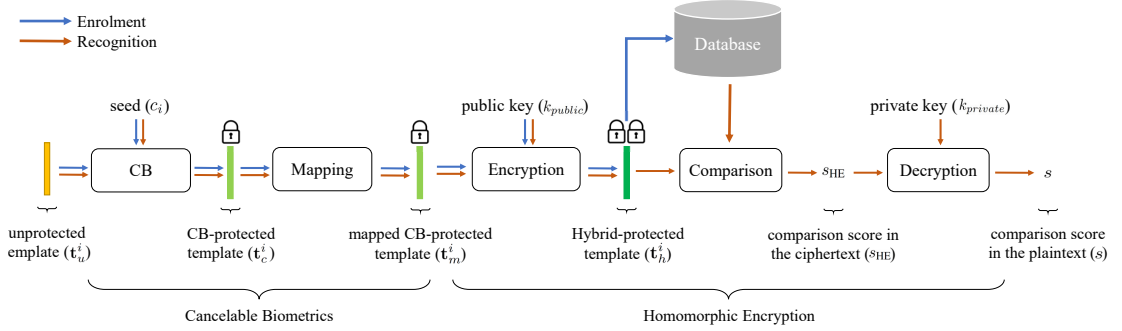 Enrolment
Recognition
Database
seed (c_i)
public key (k_public)
private key (k_private)
CB
Mapping
Encryption
Comparison
s_HE
Decryption
s
unprotected
emplate (t_u^i)
CB-protected
template (t_c^i)
mapped CB-protected
template (t_m^i)
Hybrid-protected
template (t_h^i)
comparison score in
the ciphertext (s_HE)
comparison score
in the plaintext (s)
Cancelable Biometrics
Homomorphic Encryption